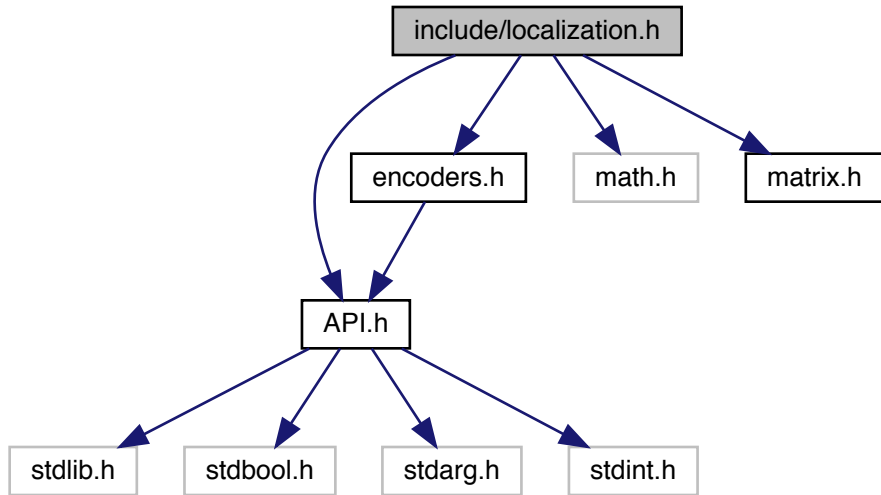 include/localization.h
encoders.h
math.h
matrix.h
API.h
stdlib.h
stdbool.h
stdarg.h
stdint.h